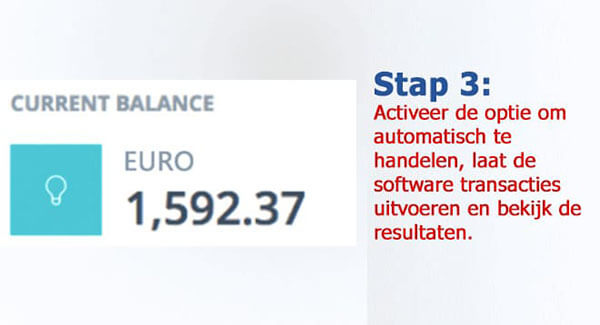 CURRENT BALANCE
EURO
1,592.37
Stap 3:
Activeer de optie om
automatisch te
handelen, laat de
software transacties
uitvoeren en bekijk de
resultaten.